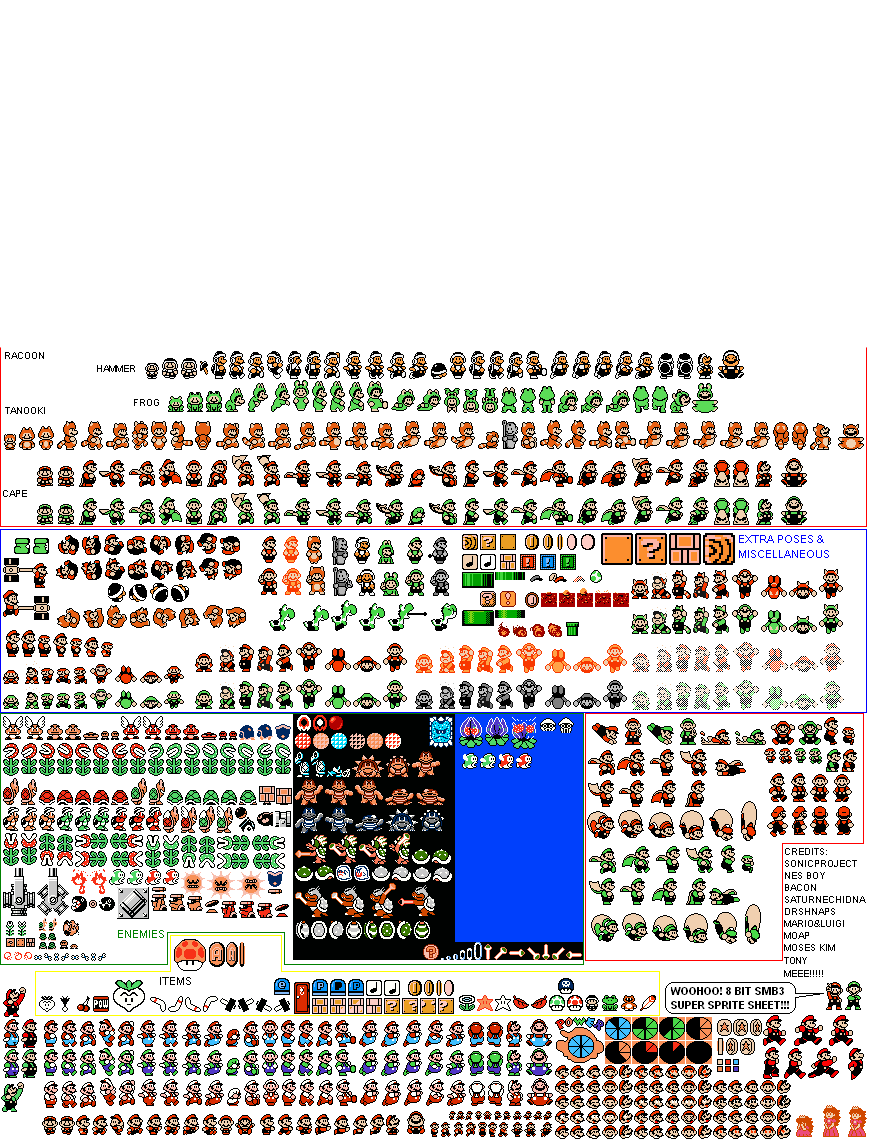 RACOON
HAMMER
FROG
TANOOKI
CAPE
EXTRA POSES &
MISCELLANEOUS
CREDITS:
SONICPROJECT
NES BOY
BACON
SATURNECHIDNA
DRSHNAPS
MARIO&LUIGI
MOAP
MOSES KIM
TONY
MEEE!!!!!
ENEMIES
ITEMS
WOOHOO! 8 BIT SMB3
SUPER SPRITE SHEET!!!
POWER